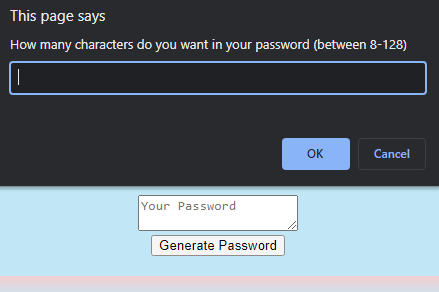 This page says
How many characters do you want in your password (between 8-128)
OK
Cancel
Your Password
Generate Password